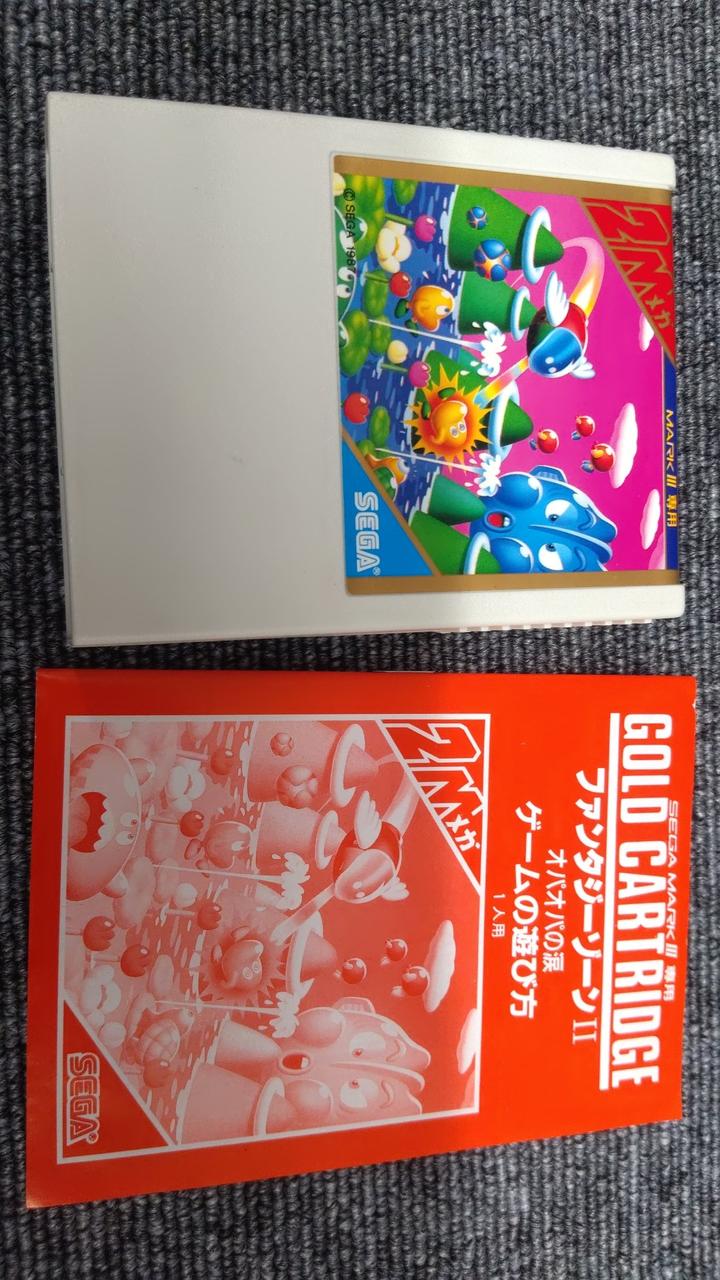 2Mメガ
MARK III 専用
© SEGA 1987
SEGA®
SEGA MARK III 専用
GOLD CARTRIDGE
ファンタジーゾーンII
オパオパの涙
ゲームの遊び方
1人用
2Mメガ
SEGA®